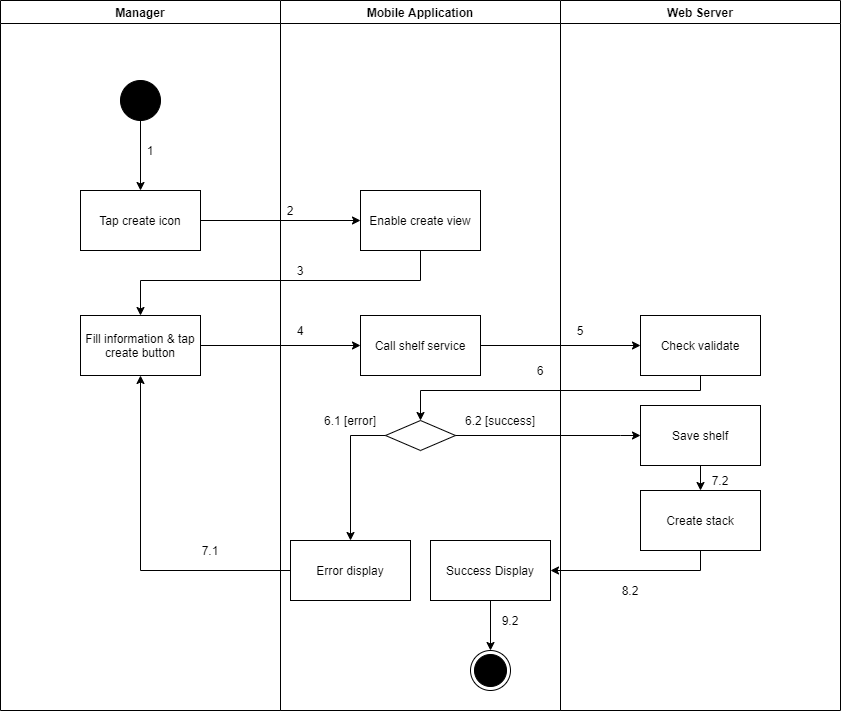 Manager
Mobile Application
Web Server
1
Tap create icon
2
Enable create view
3
Fill information & tap
create button
4
Call shelf service
5
Check validate
6
6.1 [error]
6.2 [success]
Save shelf
7.2
Create stack
7.1
Error display
Success Display
8.2
9.2